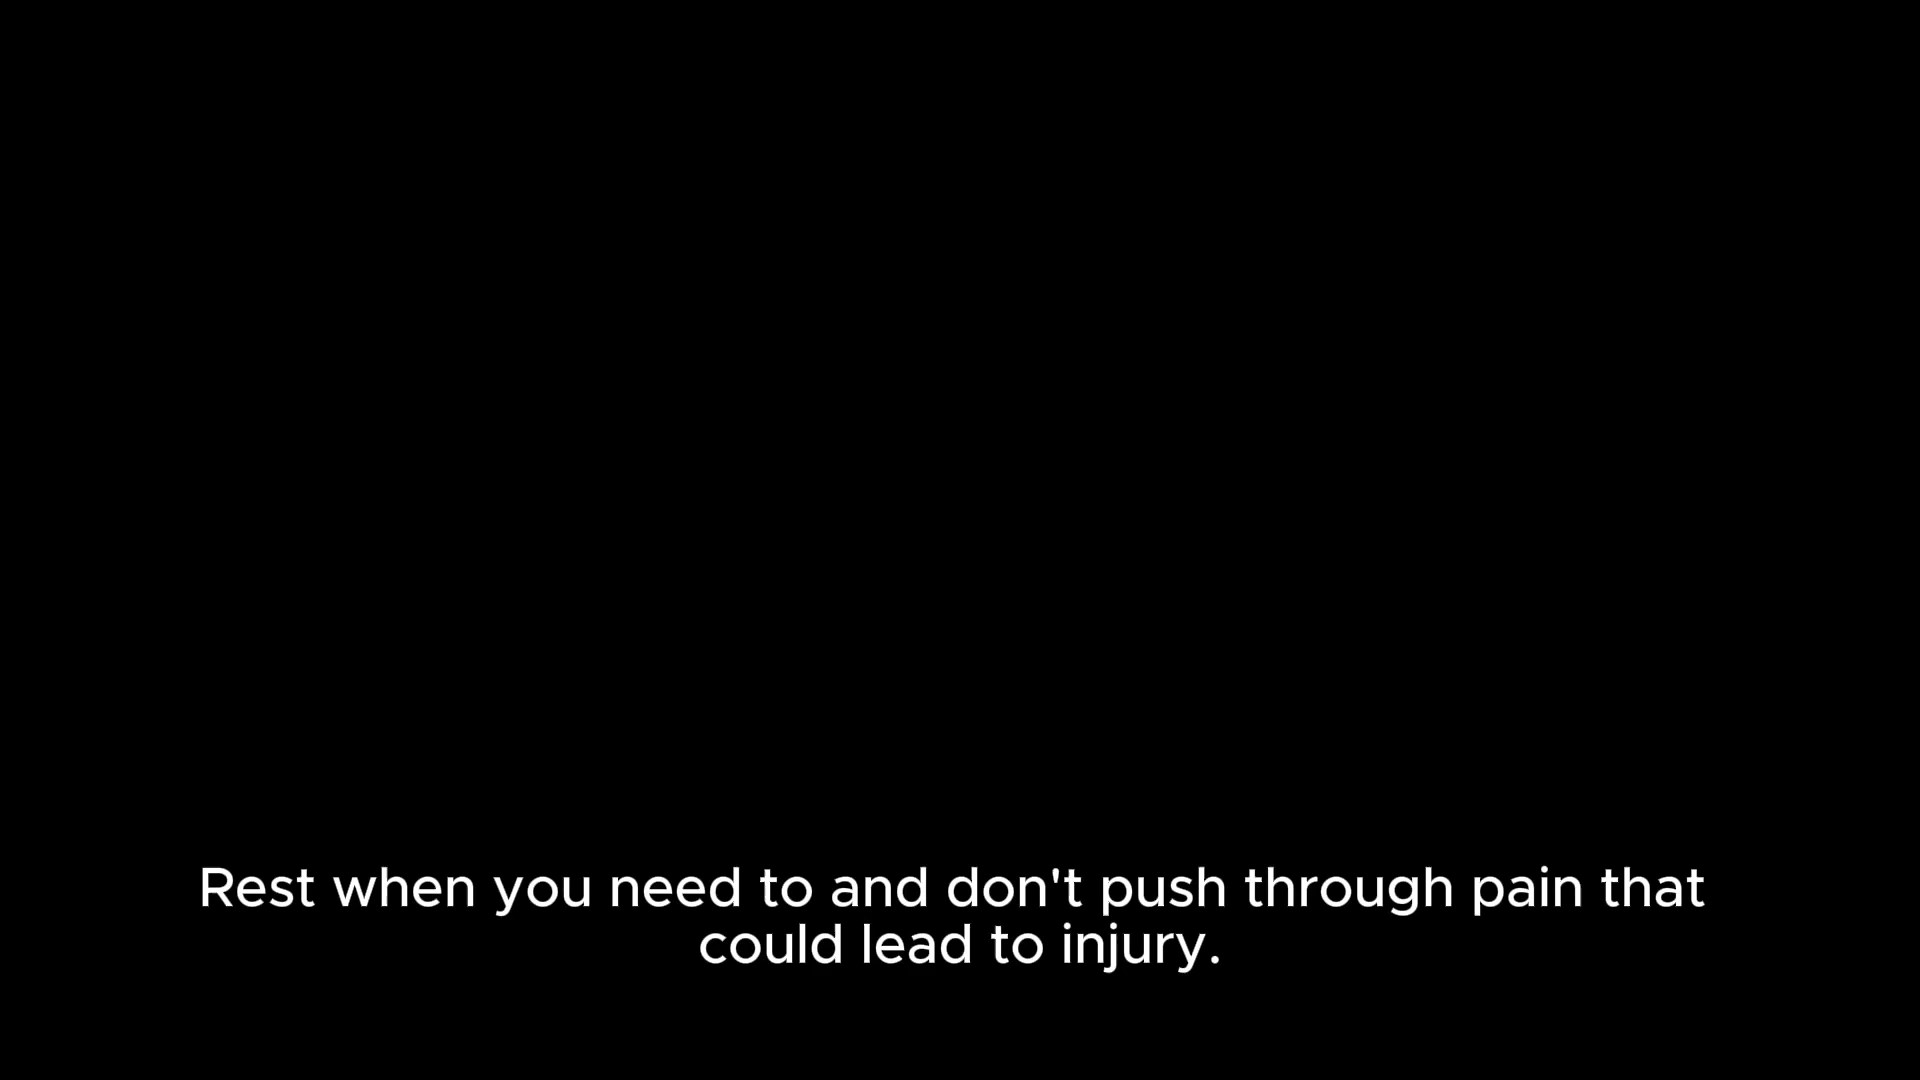 Rest when you need to and don't push through pain that
could lead to injury.